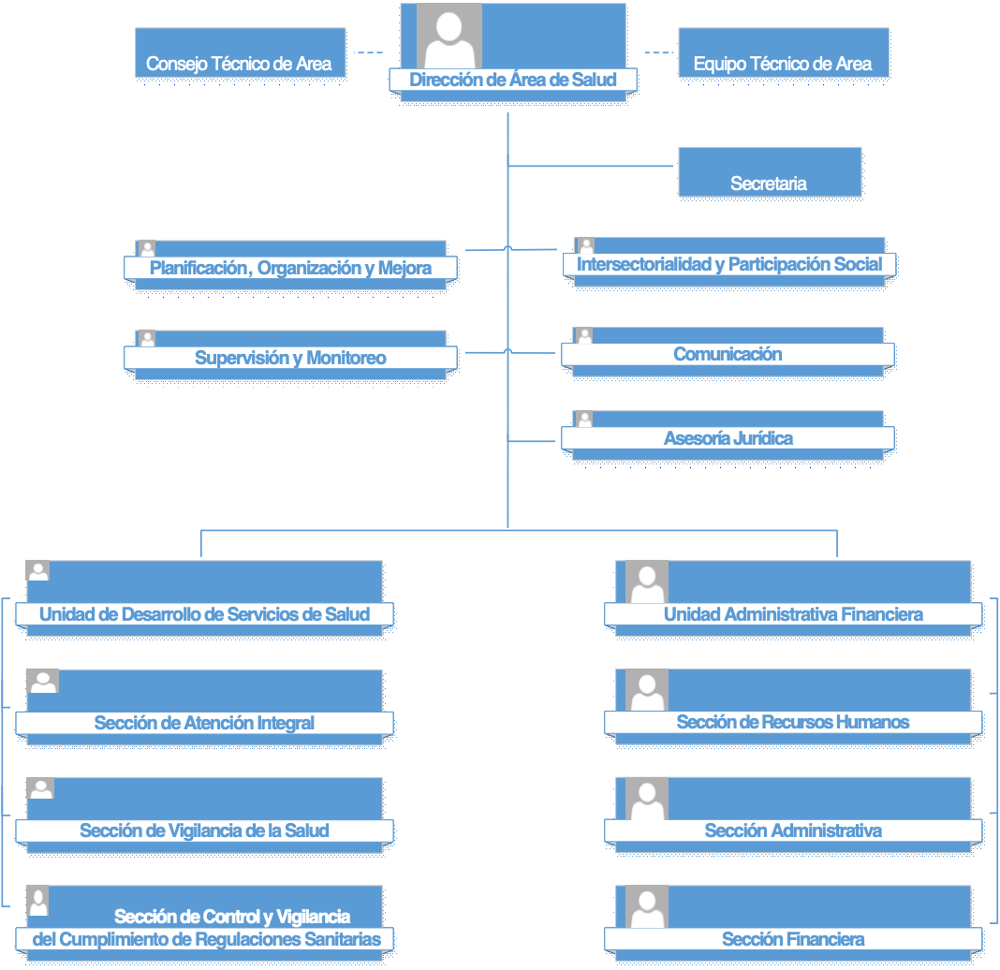 Consejo Técnico de Area
Dirección de Área de Salud
Equipo Técnico de Area
Secretaria
Planificación, Organización y Mejora
Intersectorialidad y Participación Social
Supervisión y Monitoreo
Comunicación
Asesoría Jurídica
Unidad de Desarrollo de Servicios de Salud
Unidad Administrativa Financiera
Sección de Atención Integral
Sección de Recursos Humanos
Sección de Vigilancia de la Salud
Sección Administrativa
Sección de Control y Vigilancia
del Cumplimiento de Regulaciones Sanitarias
Sección Financiera